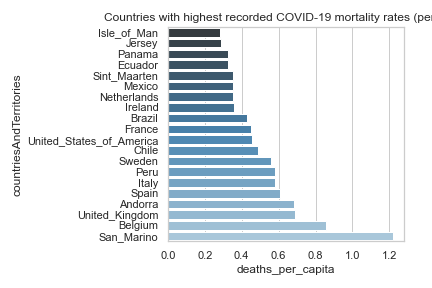 Countries with highest recorded COVID-19 mortality rates (per
Isle_of_Man
Jersey
Panama
Ecuador
Sint_Maarten
Mexico
Netherlands
Ireland
Brazil
France
United_States_of_America
Chile
Sweden
Peru
Italy
Spain
Andorra
United_Kingdom
Belgium
San_Marino
countriesAndTerritories
0.0 0.2 0.4 0.6 0.8 1.0 1.2
deaths_per_capita